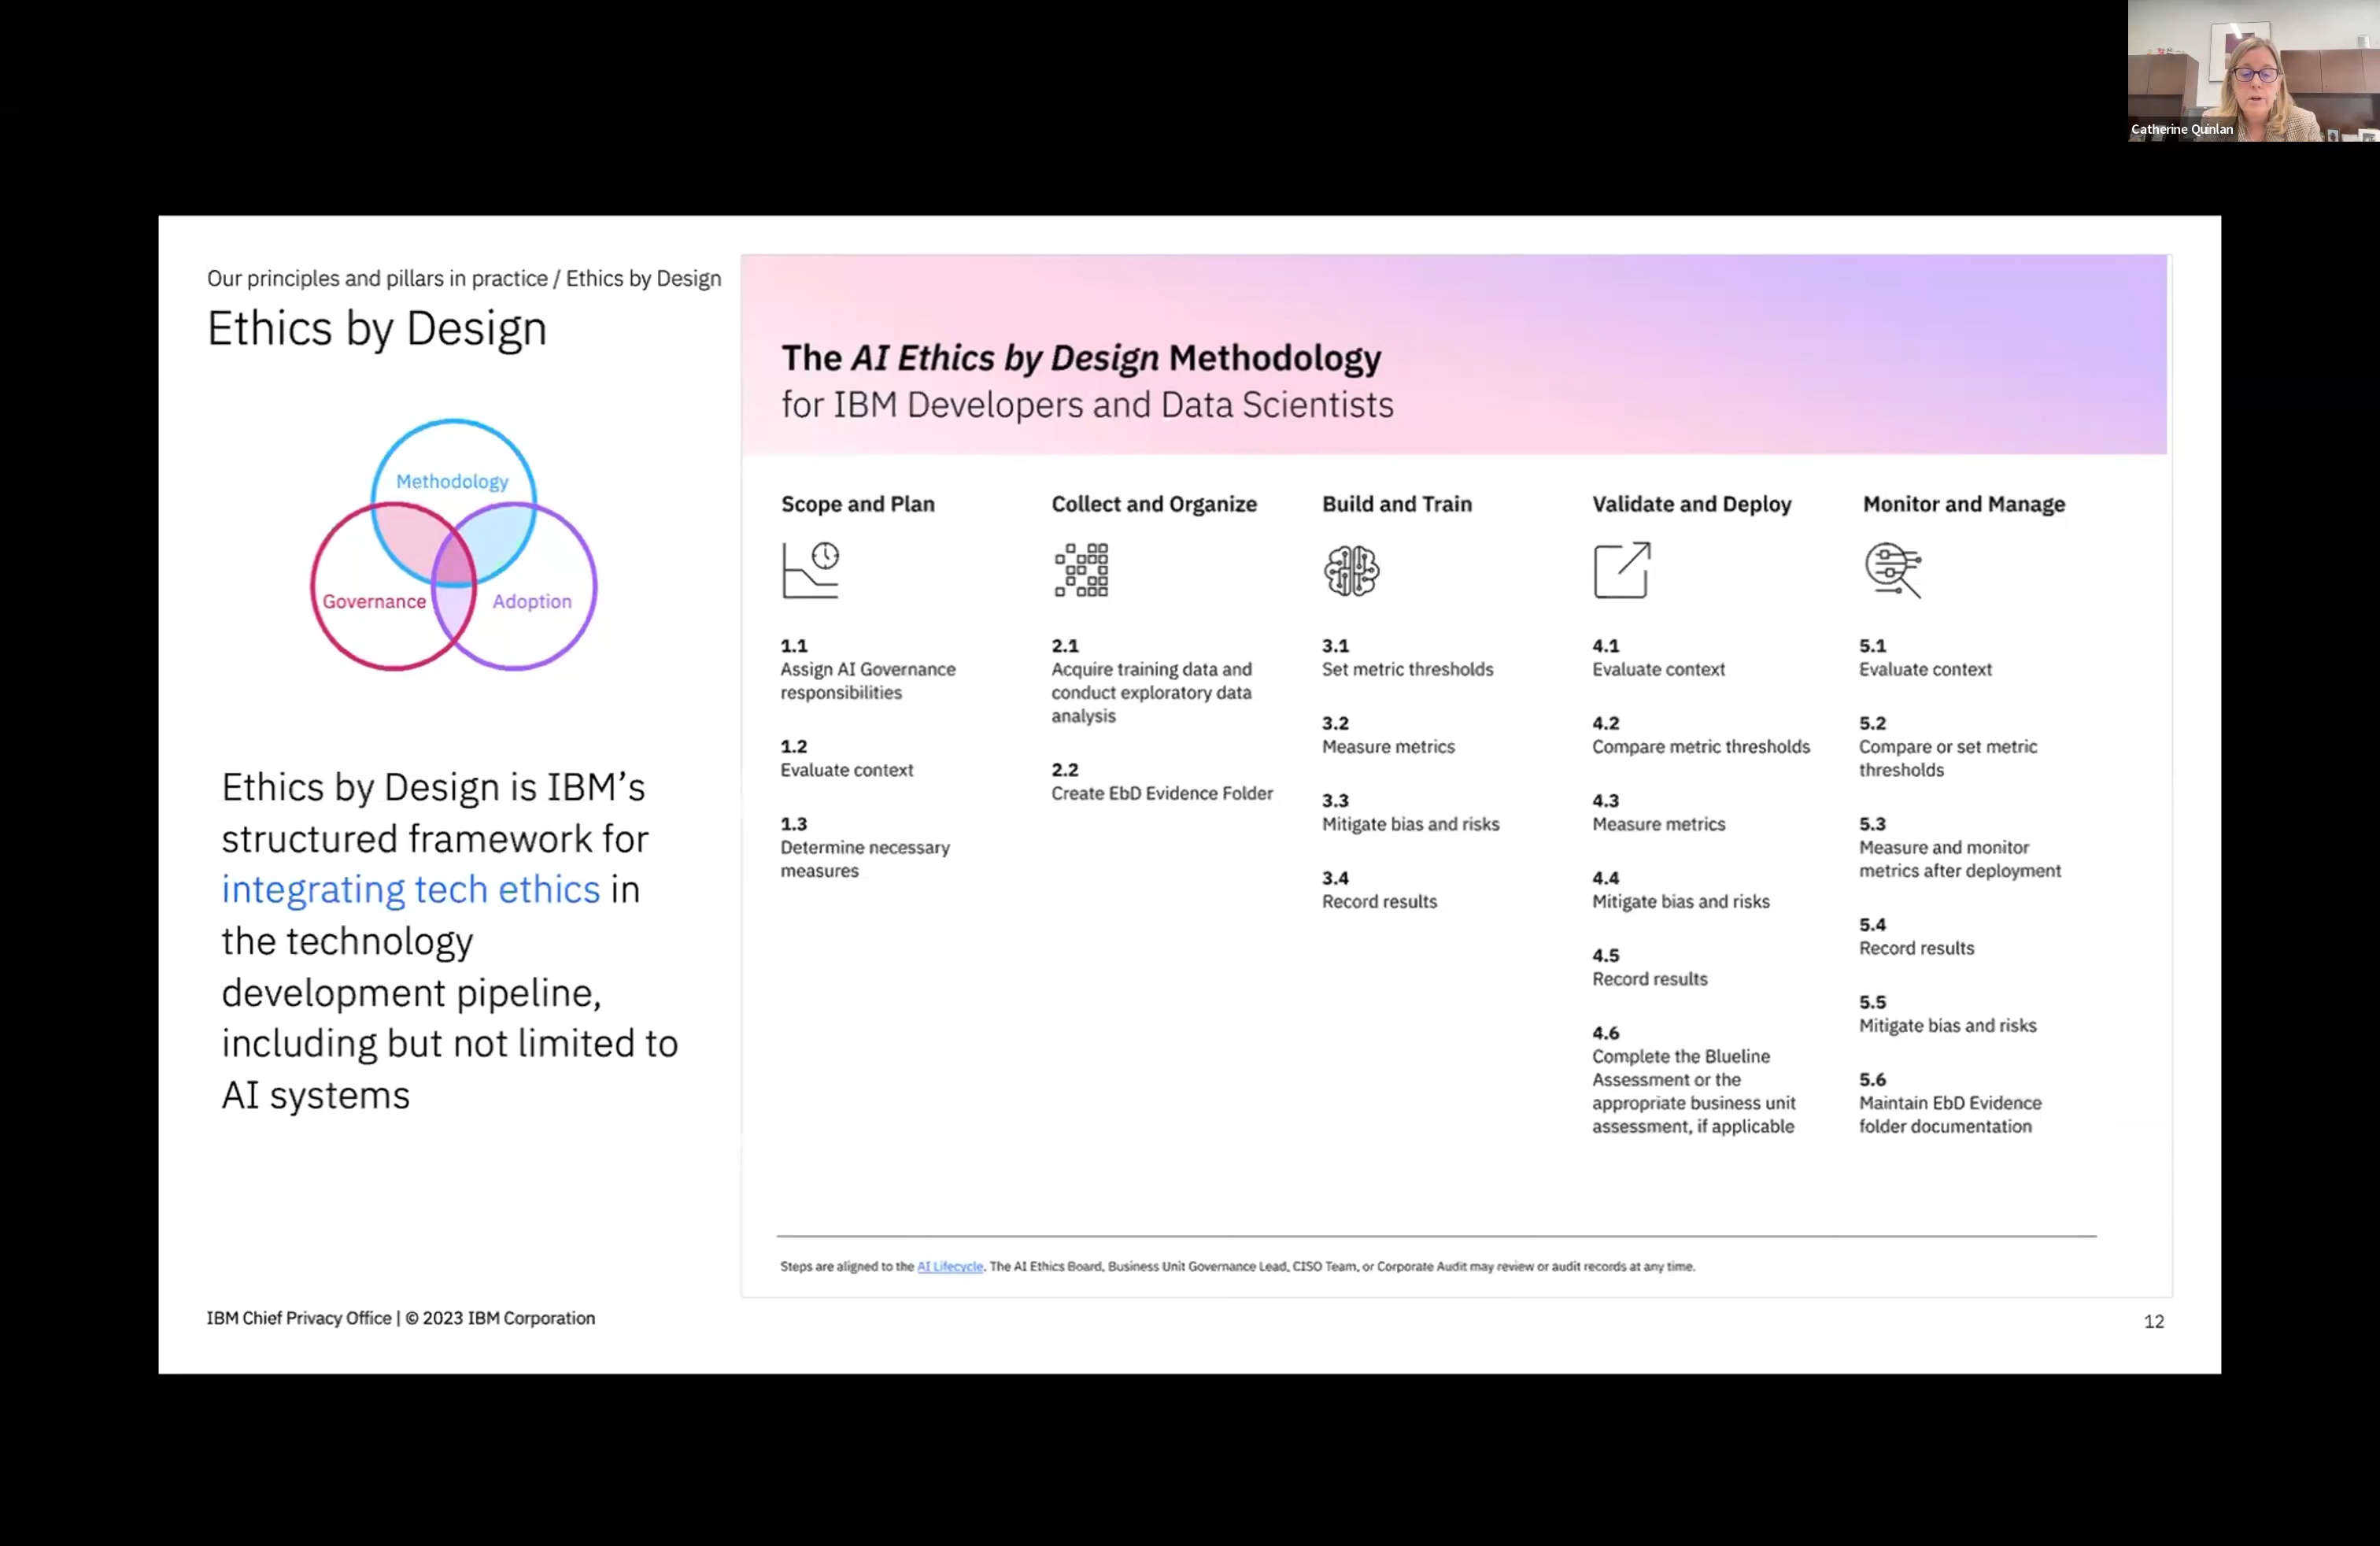 Catherine Quinlan
Our principles and pillars in practice / Ethics by Design
Ethics by Design
Methodology
Governance
Adoption
Ethics by Design is IBM’s
structured framework for
integrating tech ethics in
the technology
development pipeline,
including but not limited to
AI systems
The AI Ethics by Design Methodology
for IBM Developers and Data Scientists
Scope and Plan
1.1
Assign AI Governance
responsibilities
1.2
Evaluate context
1.3
Determine necessary
measures
Collect and Organize
2.1
Acquire training data and
conduct exploratory data
analysis
2.2
Create EbD Evidence Folder
Build and Train
3.1
Set metric thresholds
3.2
Measure metrics
3.3
Mitigate bias and risks
3.4
Record results
Validate and Deploy
4.1
Evaluate context
4.2
Compare metric thresholds
4.3
Measure metrics
4.4
Mitigate bias and risks
4.5
Record results
4.6
Complete the Blueline
Assessment or the
appropriate business unit
assessment, if applicable
Monitor and Manage
5.1
Evaluate context
5.2
Compare or set metric
thresholds
5.3
Measure and monitor
metrics after deployment
5.4
Record results
5.5
Mitigate bias and risks
5.6
Maintain EbD Evidence
folder documentation
Steps are aligned to the AI Lifecycle. The AI Ethics Board, Business Unit Governance Lead, CISO Team, or Corporate Audit may review or audit records at any time.
IBM Chief Privacy Office | © 2023 IBM Corporation
12